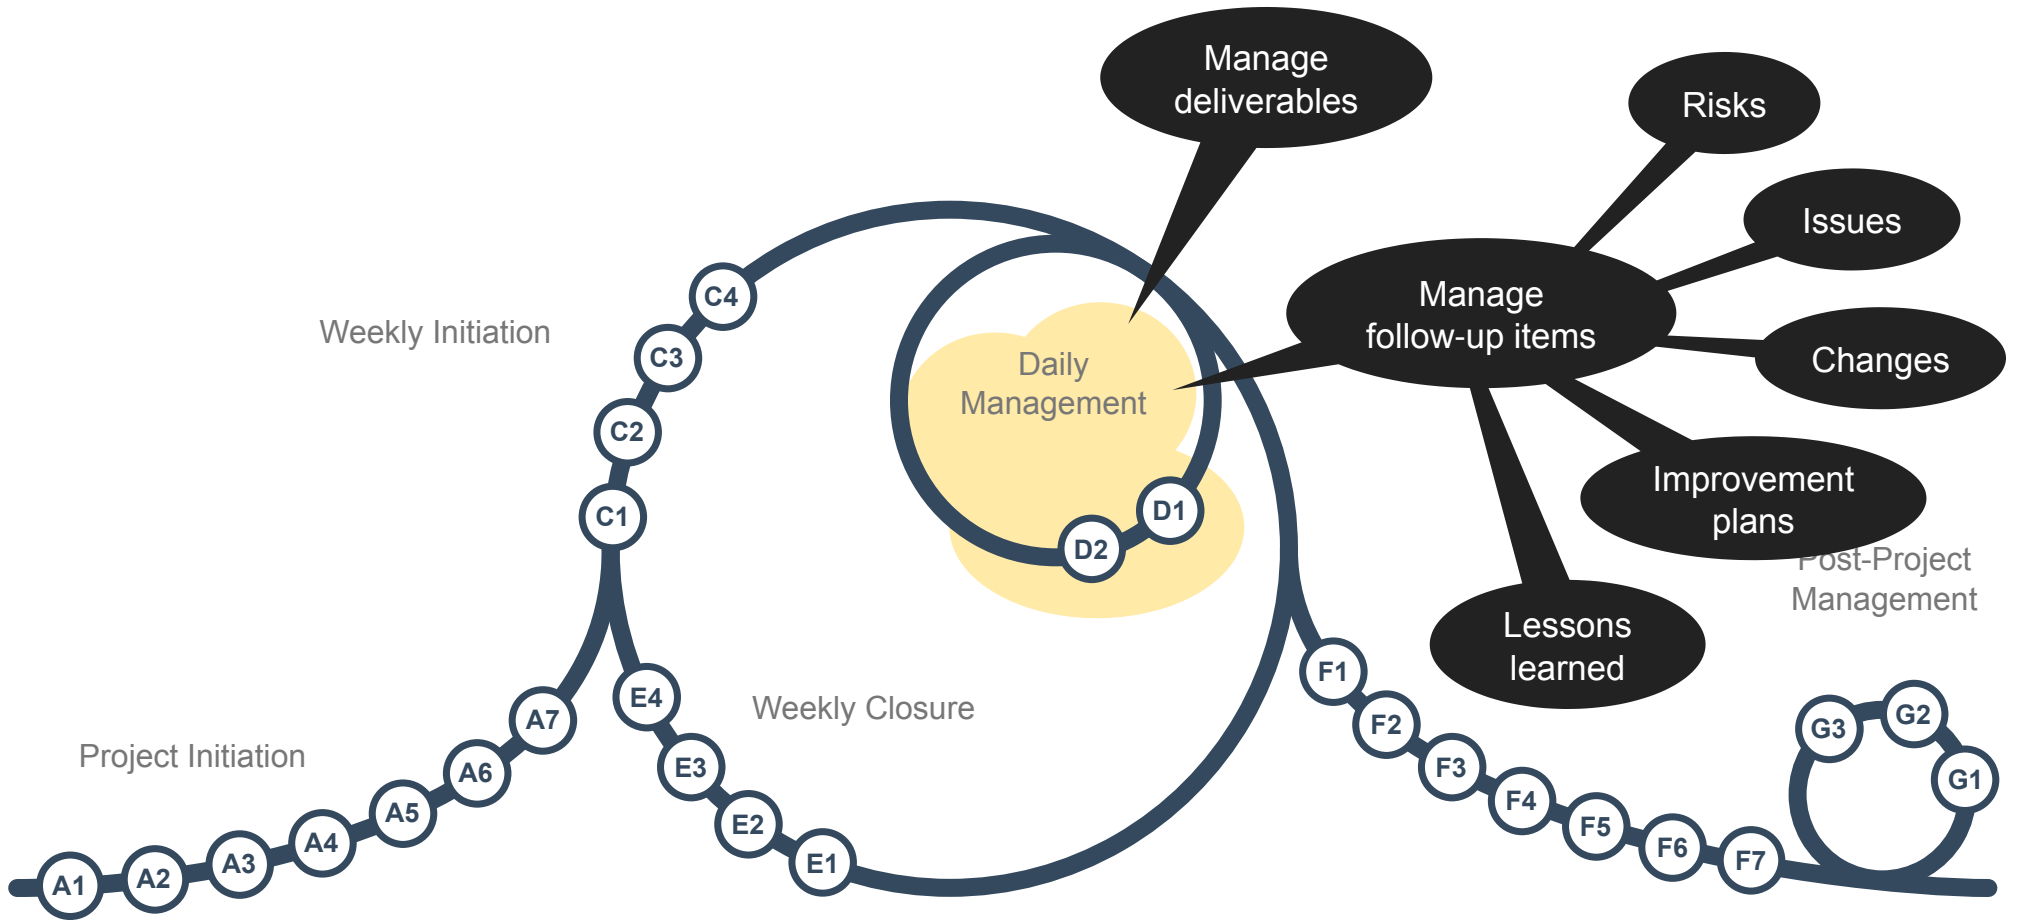 Manage
deliverables
Risks
Issues
Manage
follow-up items
Changes
Improvement
plans
Lessons
learned
Post-Project
Management
Weekly Initiation
Daily
Management
Weekly Closure
Project Initiation
A1
A2
A3
A4
A5
A6
A7
C1
C2
C3
C4
D1
D2
E1
E2
E3
E4
F1
F2
F3
F4
F5
F6
F7
G1
G2
G3